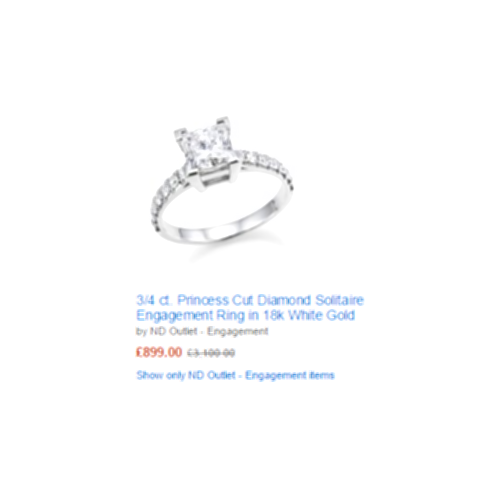 3/4 ct. Princess Cut Diamond Solitaire
Engagement Ring in 18k White Gold
by ND Outlet - Engagement
£899.00 £3,100.00
Show only ND Outlet - Engagement items